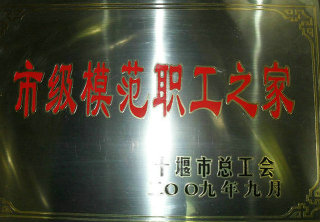 市级模范职工之家
十堰市总工会
二〇〇九年九月